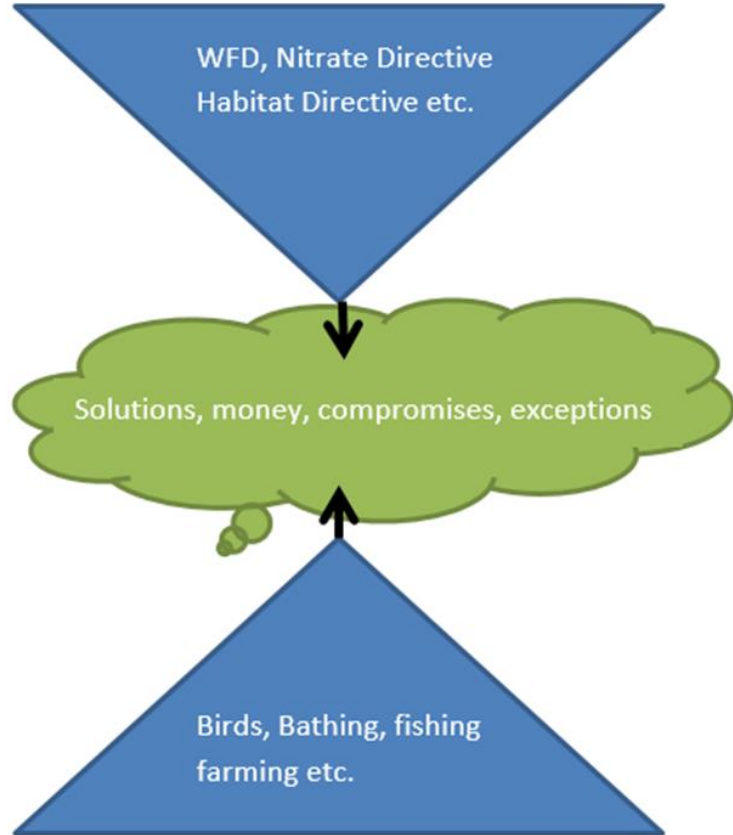 WFD, Nitrate Directive
Habitat Directive etc.
Solutions, money, compromises, exceptions
Birds, Bathing, fishing
farming etc.